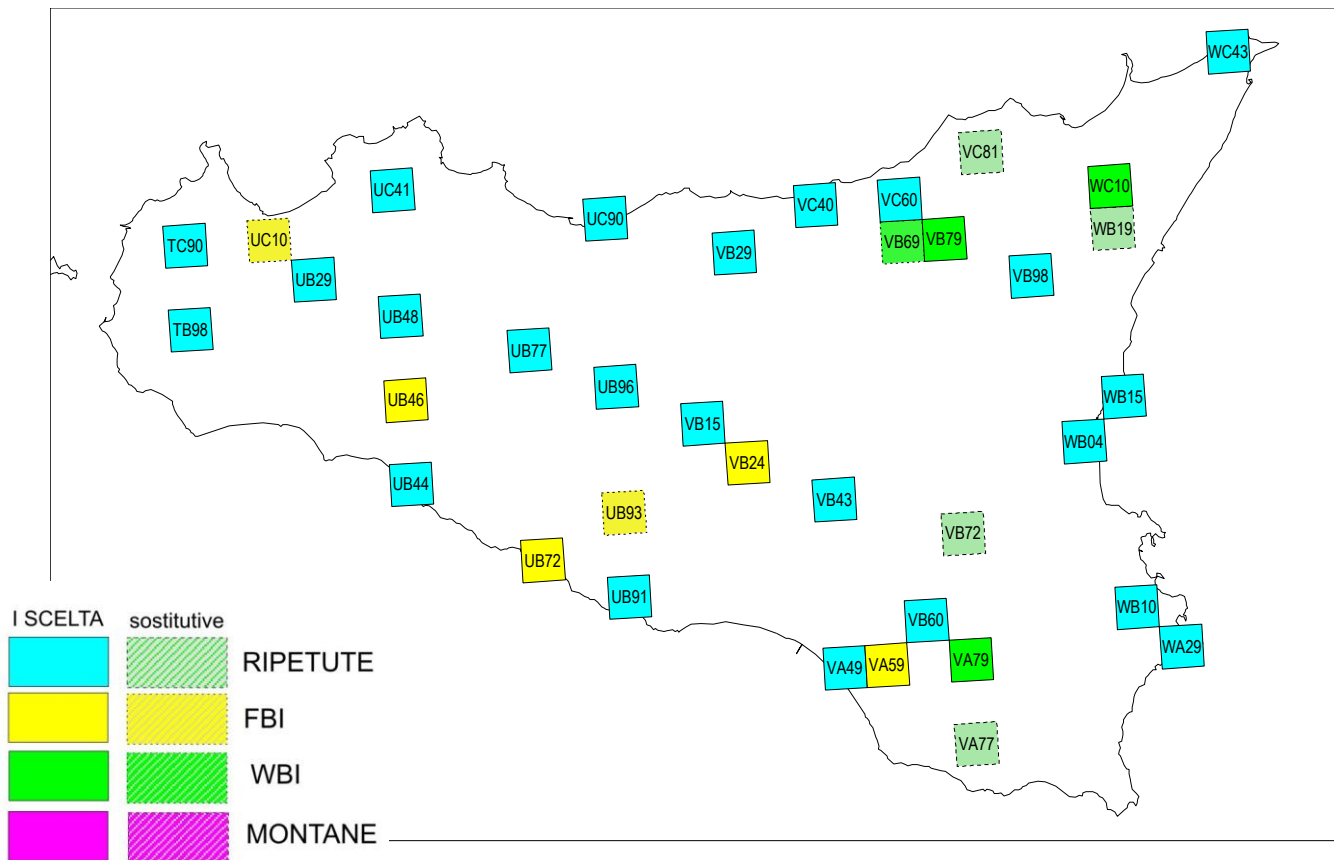 WC43
VC81
UC41
WC10
UC90
VC40
VC60
WB19
TC90
UC10
VB29
VB69
VB79
UB29
VB98
TB98
UB48
UB77
UB96
WB15
UB46
VB15
WB04
VB24
UB44
VB43
UB93
VB72
UB72
UB91
WB10
VB60
WA29
VA49
VA59
VA79
VA77
I SCELTA sostitutive
RIPETUTE
FBI
WBI
MONTANE